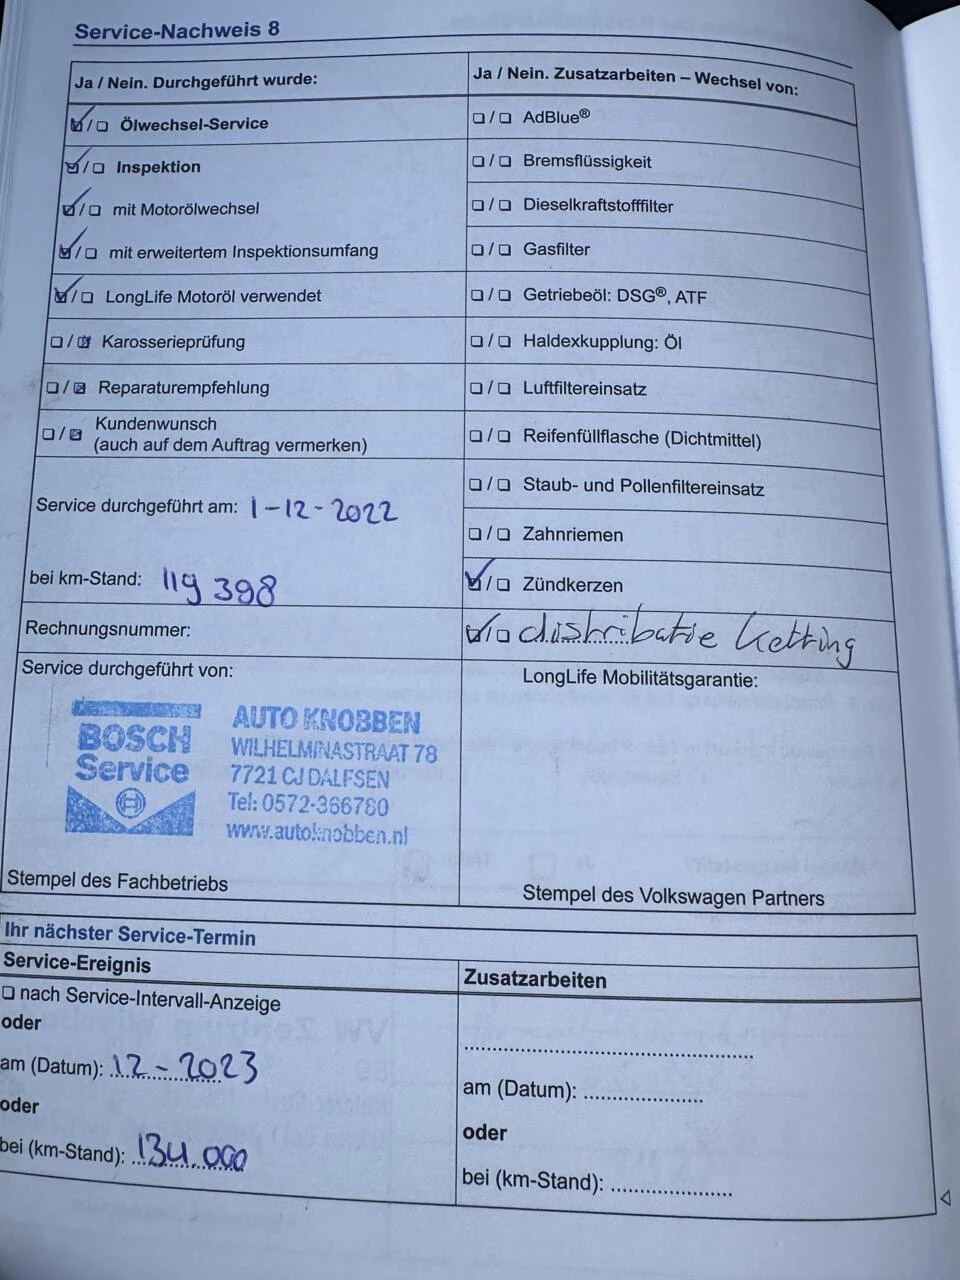 Service-Nachweis 8
Ja / Nein. Durchgeführt wurde:
☑/☐ Ölwechsel-Service
☑/☐ Inspektion
☑/☐ mit Motorölwechsel
☑/☐ mit erweitertem Inspektionsumfang
☑/☐ LongLife Motoröl verwendet
☐/☑ Karosserieprüfung
☐/☑ Reparaturempfehlung
☐/☑ Kundenwunsch
(auch auf dem Auftrag vermerken)
Service durchgeführt am: 1-12-2022
bei km-Stand: 119 398
Rechnungsnummer:
Service durchgeführt von:
BOSCH
Service
AUTO KNOBBEN
WILHELMINASTRAAT 78
7721 CJ DALFSEN
Tel: 0572-366780
www.autoknobben.nl
Stempel des Fachbetriebs
Ja / Nein. Zusatzarbeiten – Wechsel von:
☐/☐ AdBlue®
☐/☐ Bremsflüssigkeit
☐/☐ Dieselkraftstofffilter
☐/☐ Gasfilter
☐/☐ Getriebeöl: DSG®, ATF
☐/☐ Haldexkupplung: Öl
☐/☐ Luftfiltereinsatz
☐/☐ Reifenfüllflasche (Dichtmittel)
☐/☐ Staub- und Pollenfiltereinsatz
☐/☐ Zahnriemen
☑/☐ Zündkerzen
☑/☐ distributie ketting
LongLife Mobilitätsgarantie:
Stempel des Volkswagen Partners
Ihr nächster Service-Termin
Service-Ereignis
☐ nach Service-Intervall-Anzeige
oder
am (Datum): 12-2023
oder
bei (km-Stand): 134.000
Zusatzarbeiten
..........
am (Datum): ..........
oder
bei (km-Stand): ..........